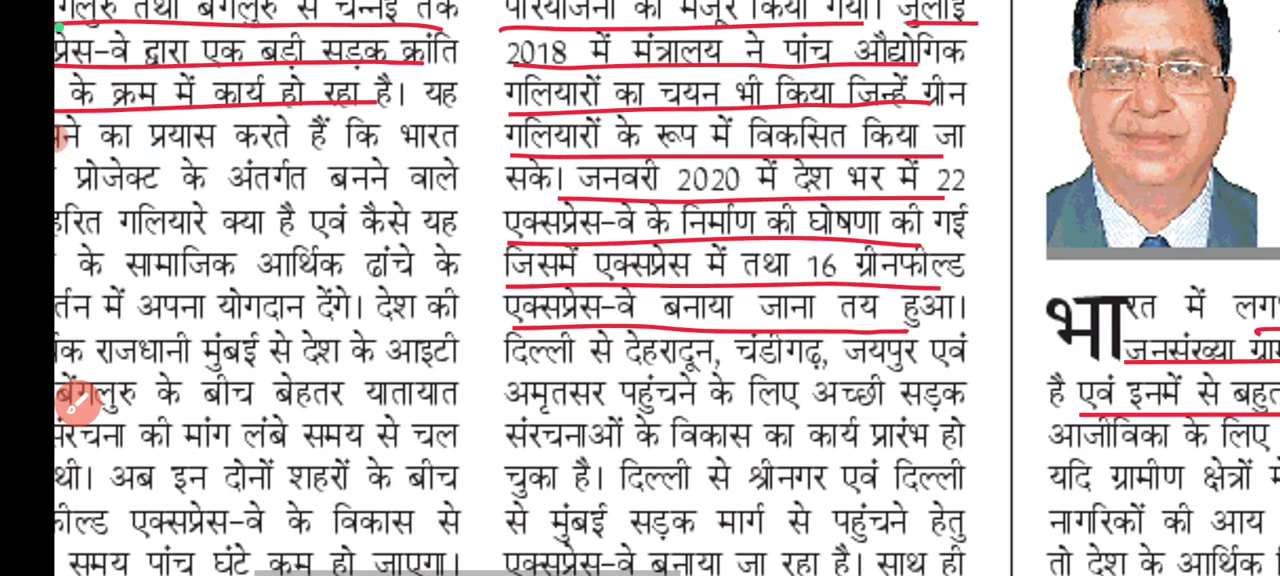 तथा बंगलुरु से चेन्नई तक
द्वारा एक बड़ी सड़क क्रांति
के क्रम में कार्य हो रहा है। यह
का प्रयास करते हैं कि भारत
प्रोजेक्ट के अंतर्गत बनने वाले
हरित गलियारे क्या है एवं कैसे यह
के सामाजिक आर्थिक ढांचे के
में अपना योगदान देंगे। देश की
राजधानी मुंबई से देश के आइटी
के बीच बेहतर यातायात
की मांग लंबे समय से चल
थी। अब इन दोनों शहरों के बीच
एक्सप्रेस-वे के विकास से
समय पांच घंटे कम हो जाएगा।
परियोजना को मंजूर किया गया। जुलाई
2018 में मंत्रालय ने पांच औद्योगिक
गलियारों का चयन भी किया जिन्हें ग्रीन
गलियारों के रूप में विकसित किया जा
सके। जनवरी 2020 में देश भर में 22
एक्सप्रेस-वे के निर्माण की घोषणा की गई
जिसमें एक्सप्रेस में तथा 16 ग्रीनफील्ड
एक्सप्रेस-वे बनाया जाना तय हुआ।
दिल्ली से देहरादून, चंडीगढ़, जयपुर एवं
अमृतसर पहुंचने के लिए अच्छी सड़क
संरचनाओं के विकास का कार्य प्रारंभ हो
चुका है। दिल्ली से श्रीनगर एवं दिल्ली
से मुंबई सड़क मार्ग से पहुंचने हेतु
एक्सप्रेस-वे बनाया जा रहा है। साथ ही
भारत में
जनसंख्या
है एवं इनमें से बहुत
आजीविका के लिए
यदि ग्रामीण क्षेत्रों
नागरिकों की आय
तो देश के आर्थिक